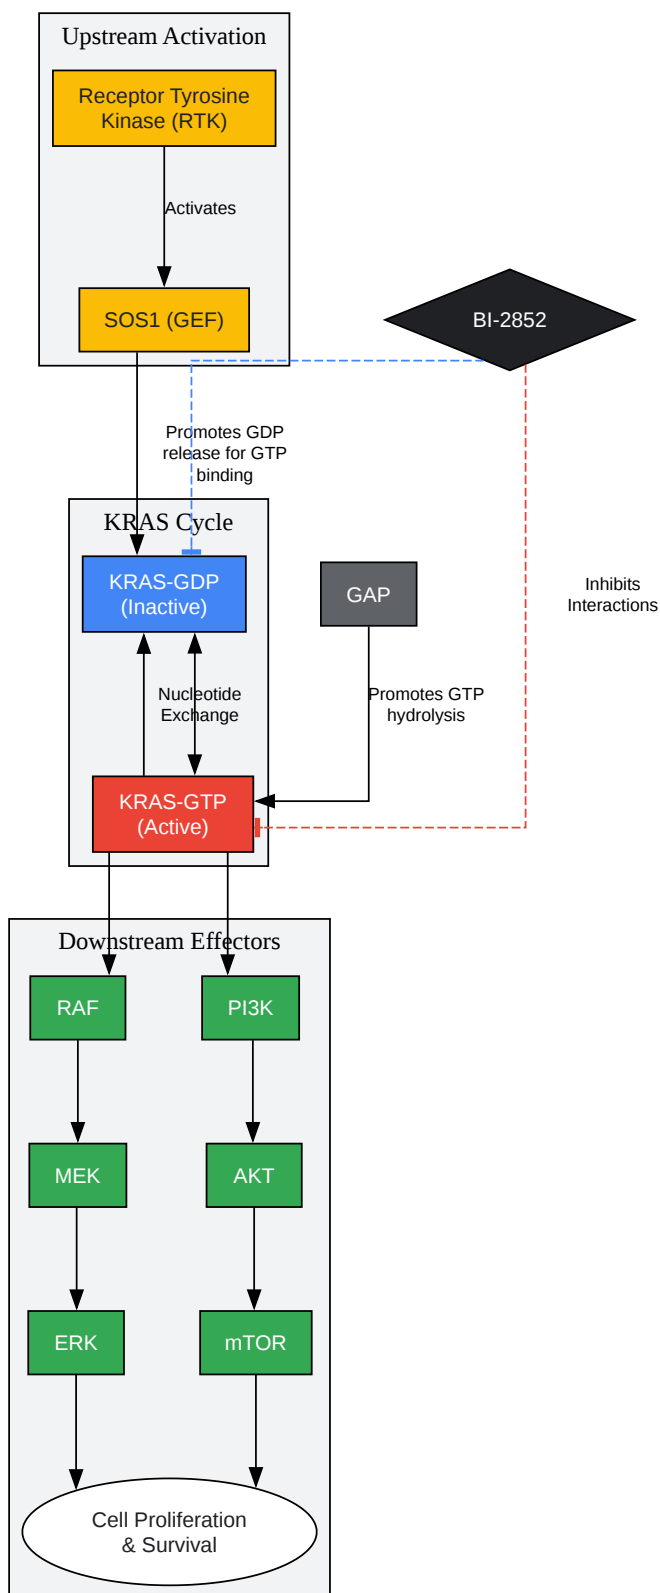 Upstream Activation
Receptor Tyrosine
Kinase (RTK)
Activates
SOS1 (GEF)
BI-2852
Promotes GDP
release for GTP
binding
KRAS Cycle
KRAS-GDP
(Inactive)
GAP
Inhibits
Interactions
Nucleotide
Exchange
Promotes GTP
hydrolysis
KRAS-GTP
(Active)
Downstream Effectors
RAF
PI3K
MEK
AKT
ERK
mTOR
Cell Proliferation
& Survival